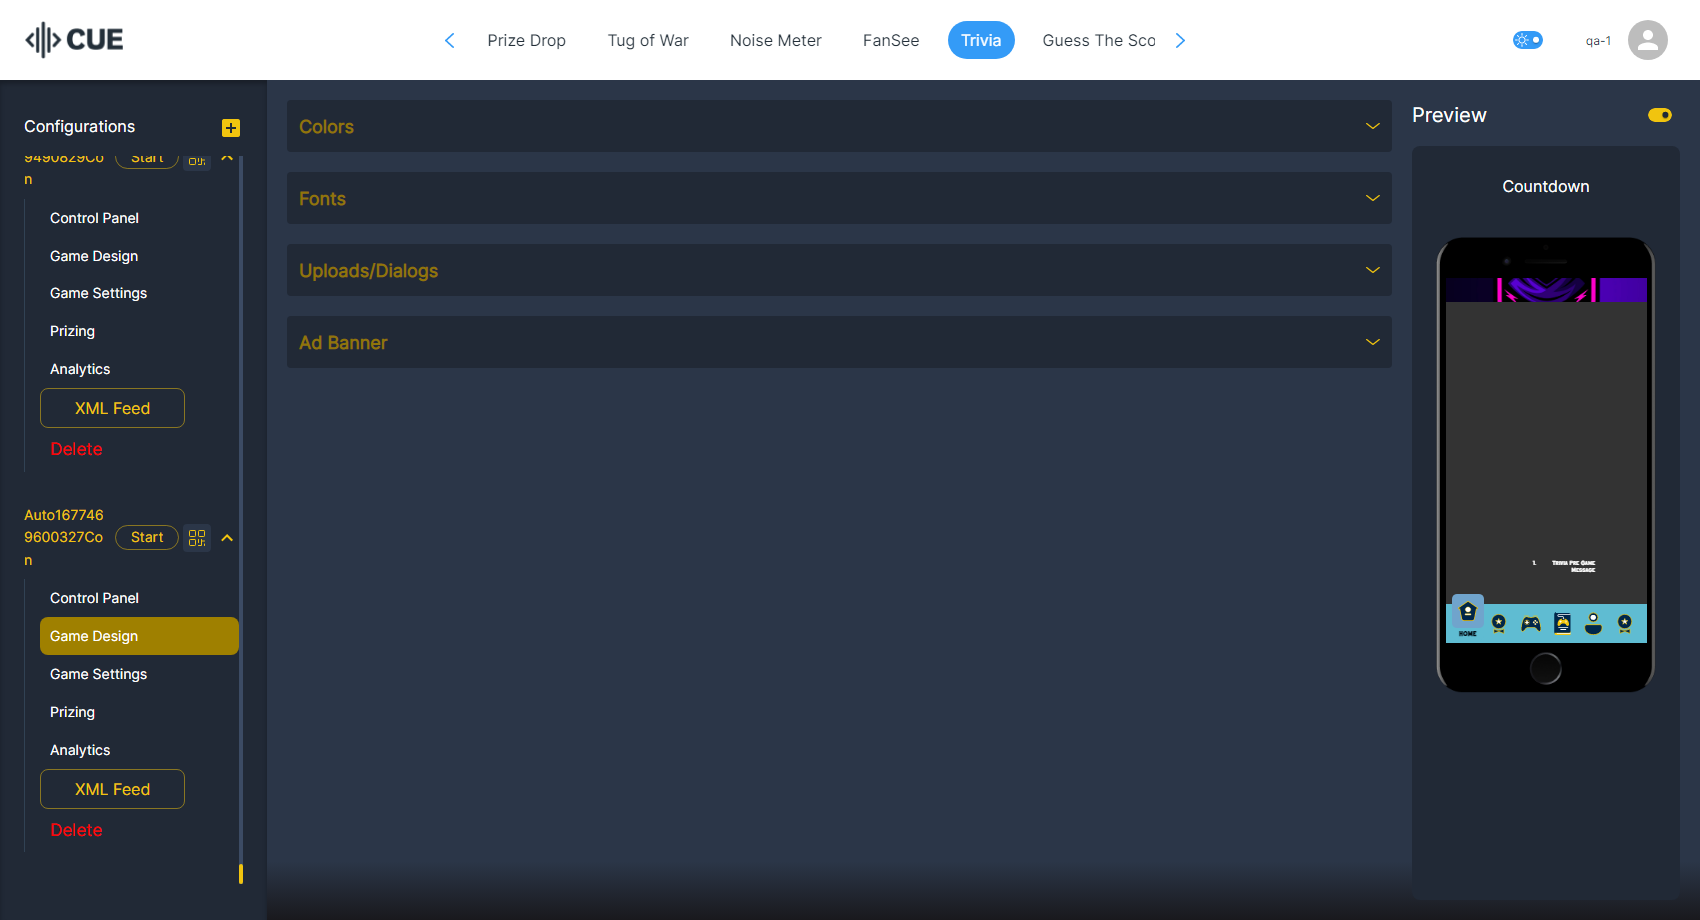 CUE
Prize Drop
Tug of War
Noise Meter
FanSee
Trivia
Guess The Sco
qa-1
Configurations
9490829Co
n
Start
Control Panel
Game Design
Game Settings
Prizing
Analytics
XML Feed
Delete
Auto167746
9600327Co
n
Start
Control Panel
Game Design
Game Settings
Prizing
Analytics
XML Feed
Delete
Colors
Fonts
Uploads/Dialogs
Ad Banner
Preview
Countdown
1. Trivia Pre Game
Message
HOME